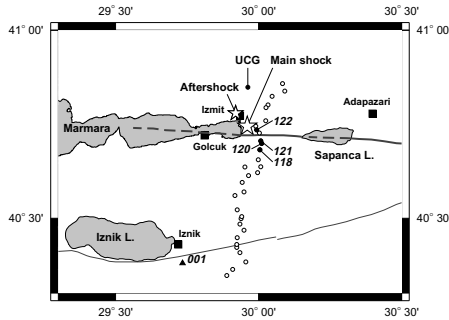 29° 30' 30° 00' 30° 30'
41° 00' 41° 00'
UCG Main shock
Aftershock
Izmit
Adapazari
122
Marmara
Golcuk
120 121
Sapanca L.
118
40° 30' 40° 30'
Iznik L. Iznik
001
29° 30' 30° 00' 30° 30'